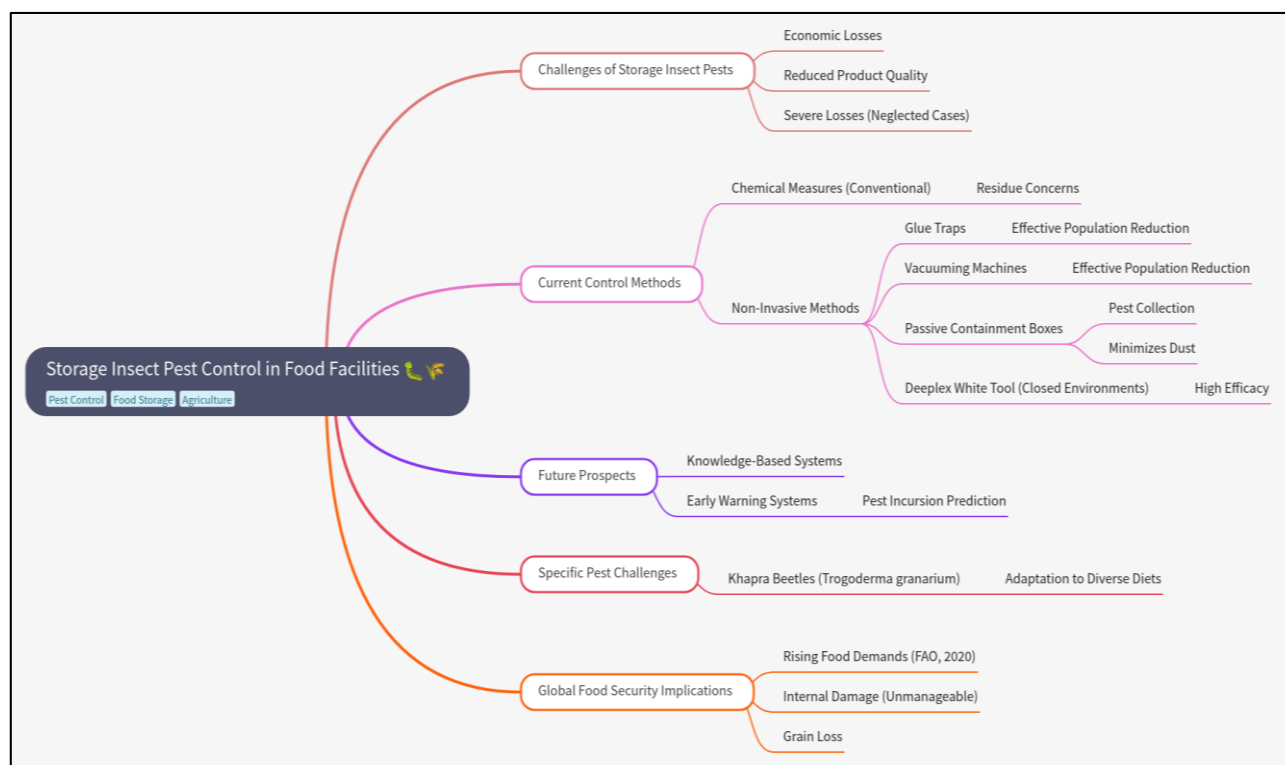 Storage Insect Pest Control in Food Facilities 🐛🌾
Pest Control Food Storage Agriculture
Challenges of Storage Insect Pests
Economic Losses
Reduced Product Quality
Severe Losses (Neglected Cases)
Current Control Methods
Chemical Measures (Conventional)
Residue Concerns
Non-Invasive Methods
Glue Traps
Effective Population Reduction
Vacuuming Machines
Effective Population Reduction
Passive Containment Boxes
Pest Collection
Minimizes Dust
Deeplex White Tool (Closed Environments)
High Efficacy
Future Prospects
Knowledge-Based Systems
Early Warning Systems
Pest Incursion Prediction
Specific Pest Challenges
Khapra Beetles (Trogoderma granarium)
Adaptation to Diverse Diets
Global Food Security Implications
Rising Food Demands (FAO, 2020)
Internal Damage (Unmanageable)
Grain Loss